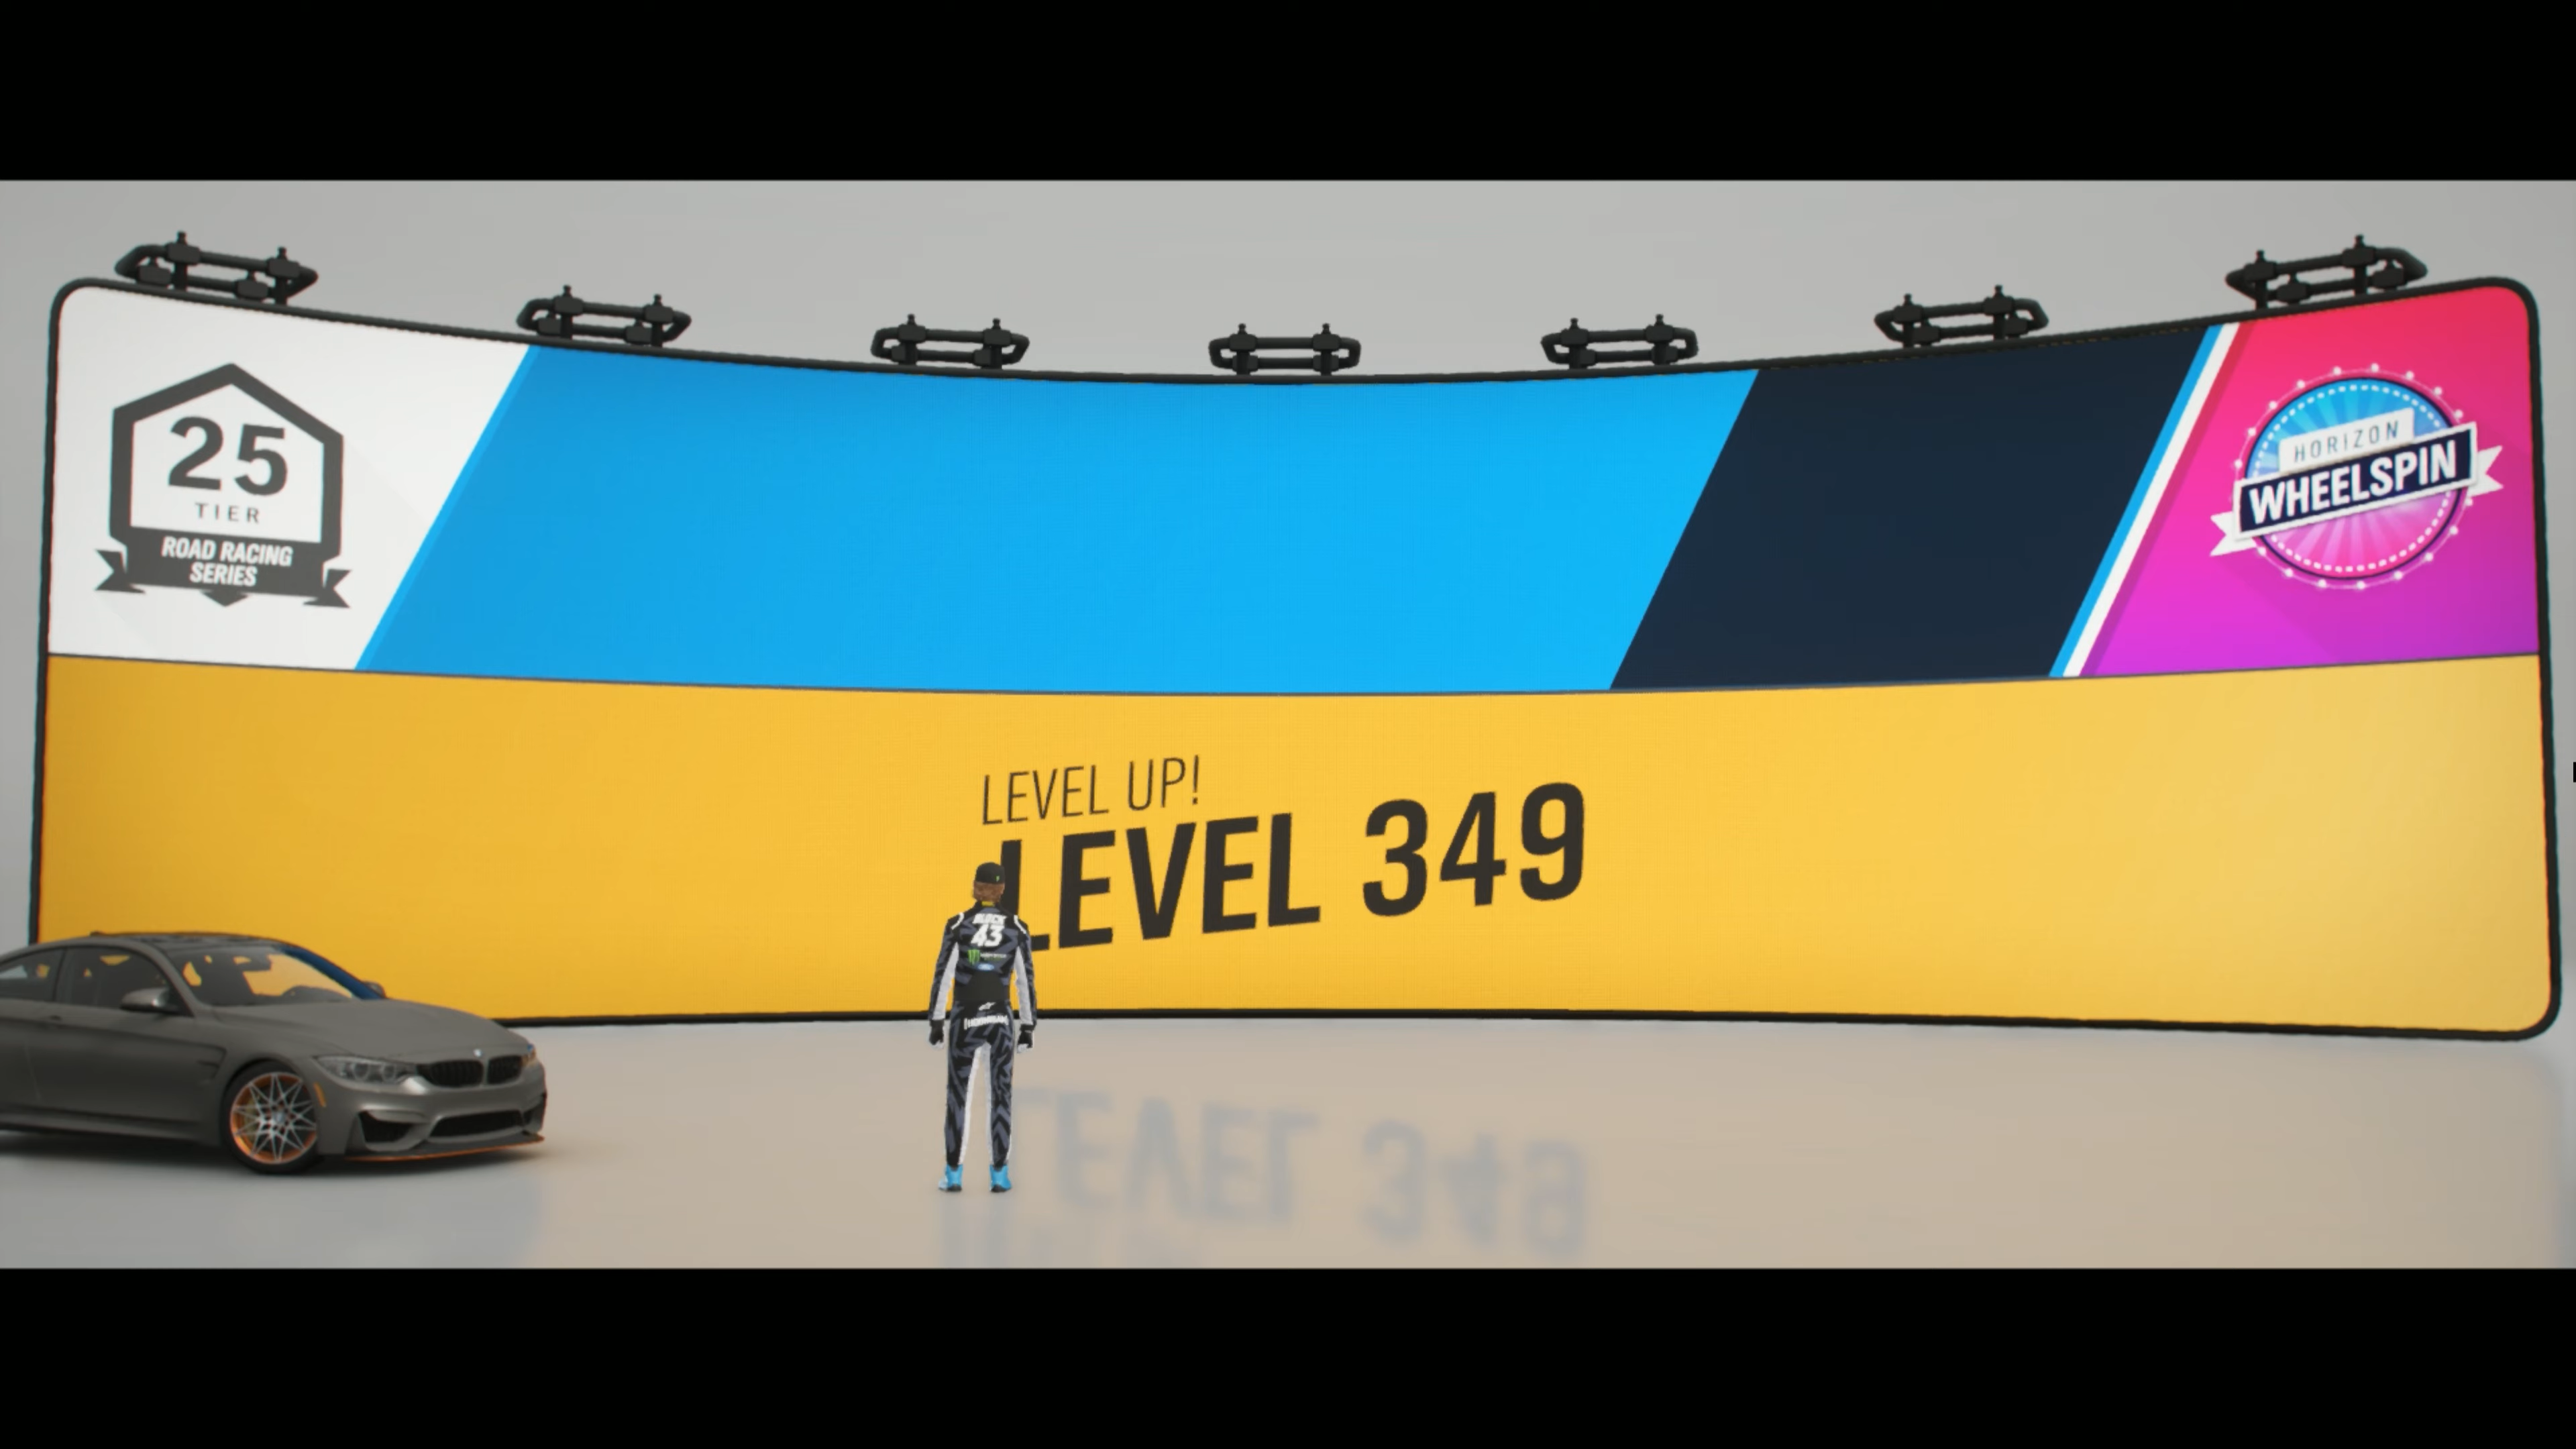 25
TIER
ROAD RACING
SERIES
HORIZON
WHEELSPIN
LEVEL UP!
LEVEL 349
43